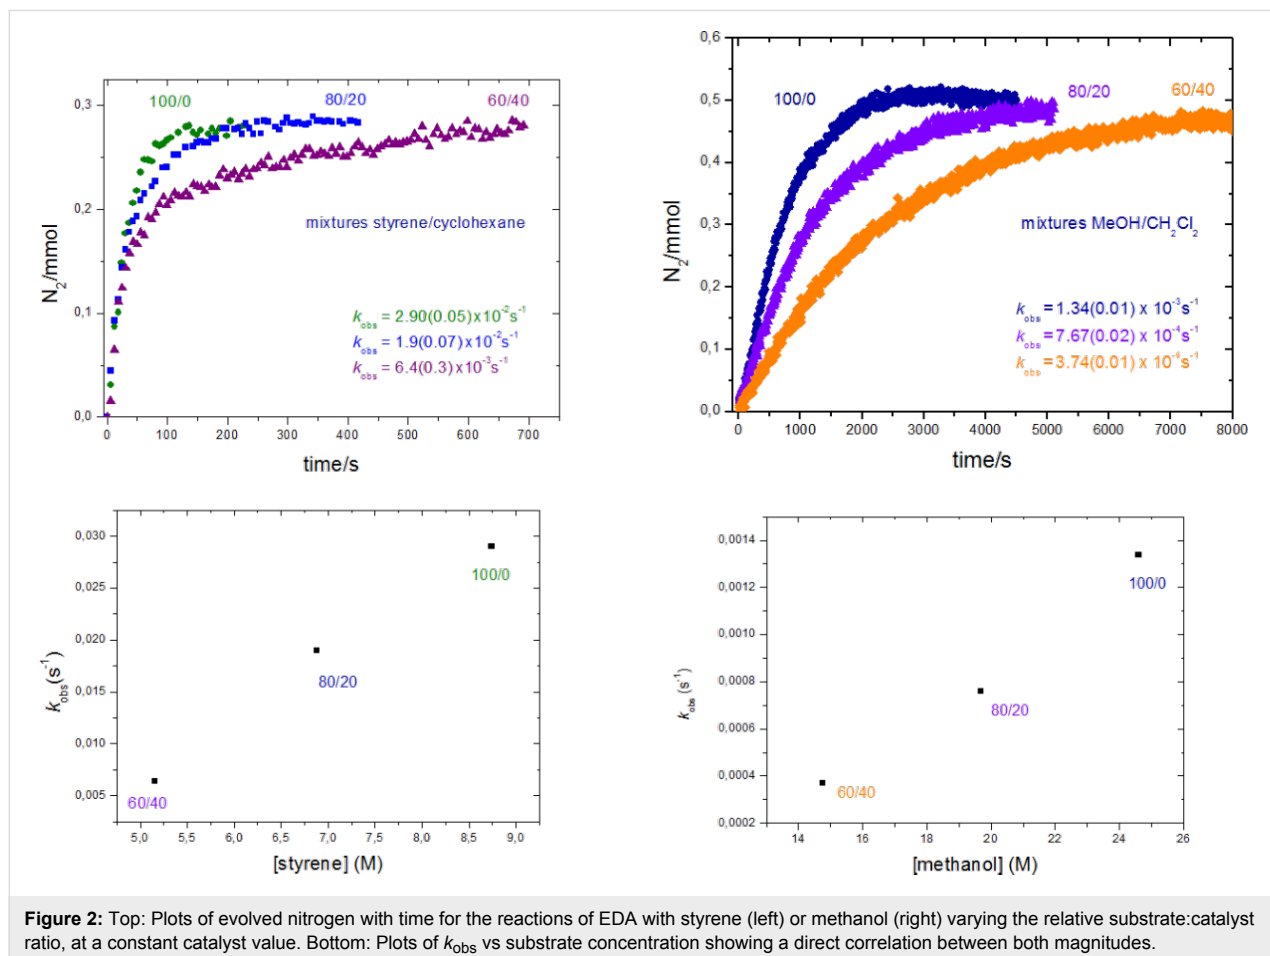 100/0
80/20
60/40
0,3
0,2
0,1
0,0
N2/mmol
mixtures styrene/cyclohexane
kobs = 2.90(0.05) x 10-2 s-1
kobs = 1.9(0.07) x 10-2 s-1
kobs = 6.4(0.3) x 10-3 s-1
0 100 200 300 400 500 600 700
time/s
0,6
0,5
0,4
0,3
0,2
0,1
0,0
N2/mmol
100/0
80/20
60/40
mixtures MeOH/CH2Cl2
kobs = 1.34(0.01) x 10-3 s-1
kobs = 7.67(0.02) x 10-4 s-1
kobs = 3.74(0.01) x 10-4 s-1
0 1000 2000 3000 4000 5000 6000 7000 8000
time/s
0,030
0,025
0,020
0,015
0,010
0,005
kobs (s-1)
100/0
80/20
60/40
5,0 5,5 6,0 6,5 7,0 7,5 8,0 8,5 9,0
[styrene] (M)
0,0014
0,0012
0,0010
0,0008
0,0006
0,0004
0,0002
kobs (s-1)
100/0
80/20
60/40
14 16 18 20 22 24 26
[methanol] (M)
Figure 2: Top: Plots of evolved nitrogen with time for the reactions of EDA with styrene (left) or methanol (right) varying the relative substrate:catalyst
ratio, at a constant catalyst value. Bottom: Plots of kobs vs substrate concentration showing a direct correlation between both magnitudes.